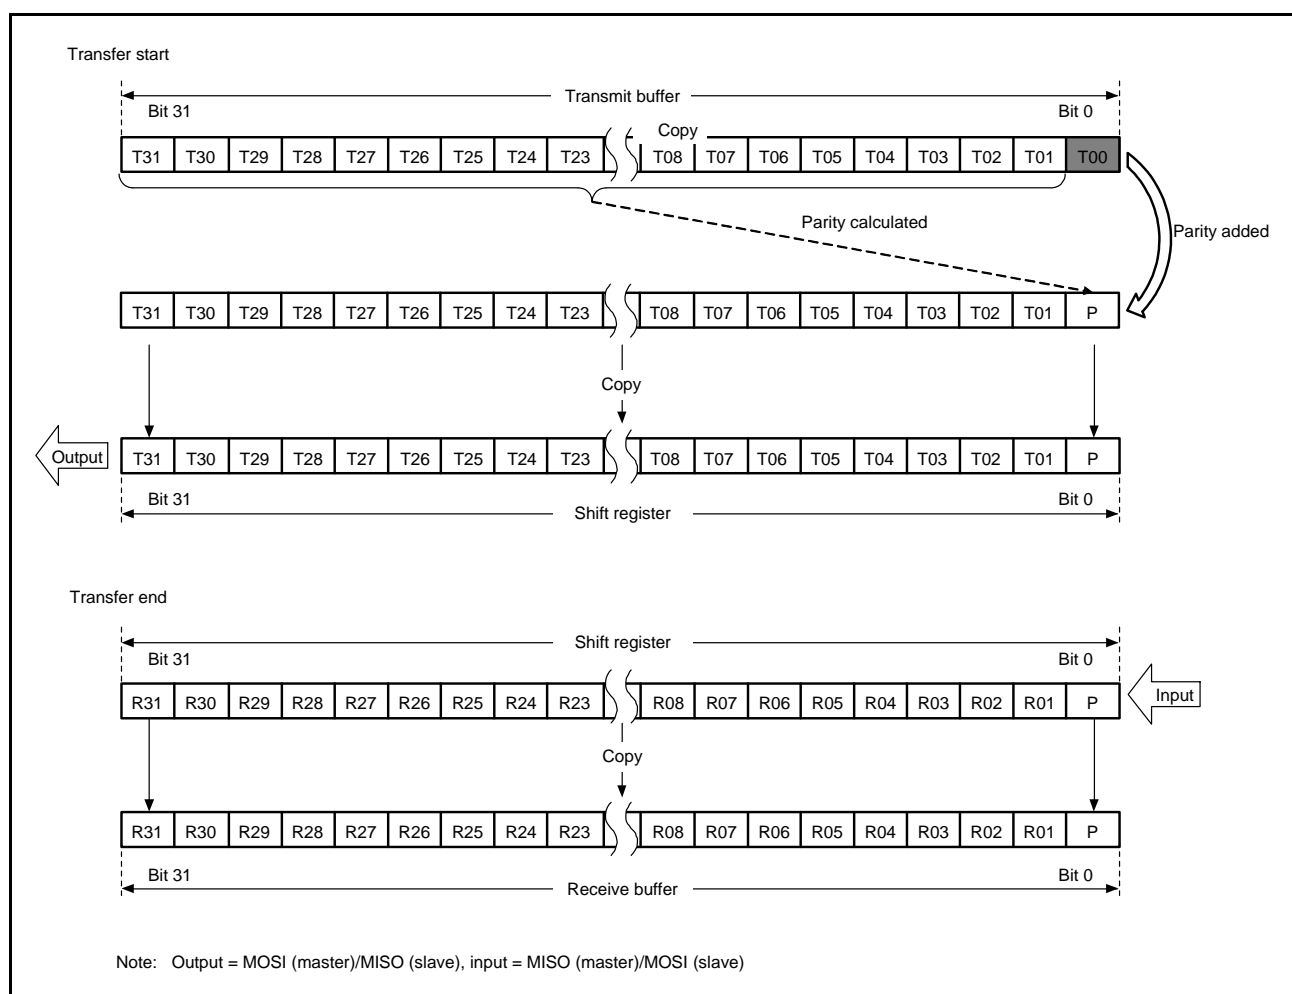 Transfer start
Transmit buffer
Bit 31 Bit 0
Copy
T31 T30 T29 T28 T27 T26 T25 T24 T23 T08 T07 T06 T05 T04 T03 T02 T01 T00
Parity calculated
Parity added
T31 T30 T29 T28 T27 T26 T25 T24 T23 T08 T07 T06 T05 T04 T03 T02 T01 P
Copy
Output
T31 T30 T29 T28 T27 T26 T25 T24 T23 T08 T07 T06 T05 T04 T03 T02 T01 P
Bit 31 Bit 0
Shift register
Transfer end
Shift register
Bit 31 Bit 0
R31 R30 R29 R28 R27 R26 R25 R24 R23 R08 R07 R06 R05 R04 R03 R02 R01 P
Input
Copy
R31 R30 R29 R28 R27 R26 R25 R24 R23 R08 R07 R06 R05 R04 R03 R02 R01 P
Bit 31 Bit 0
Receive buffer
Note: Output = MOSI (master)/MISO (slave), input = MISO (master)/MOSI (slave)